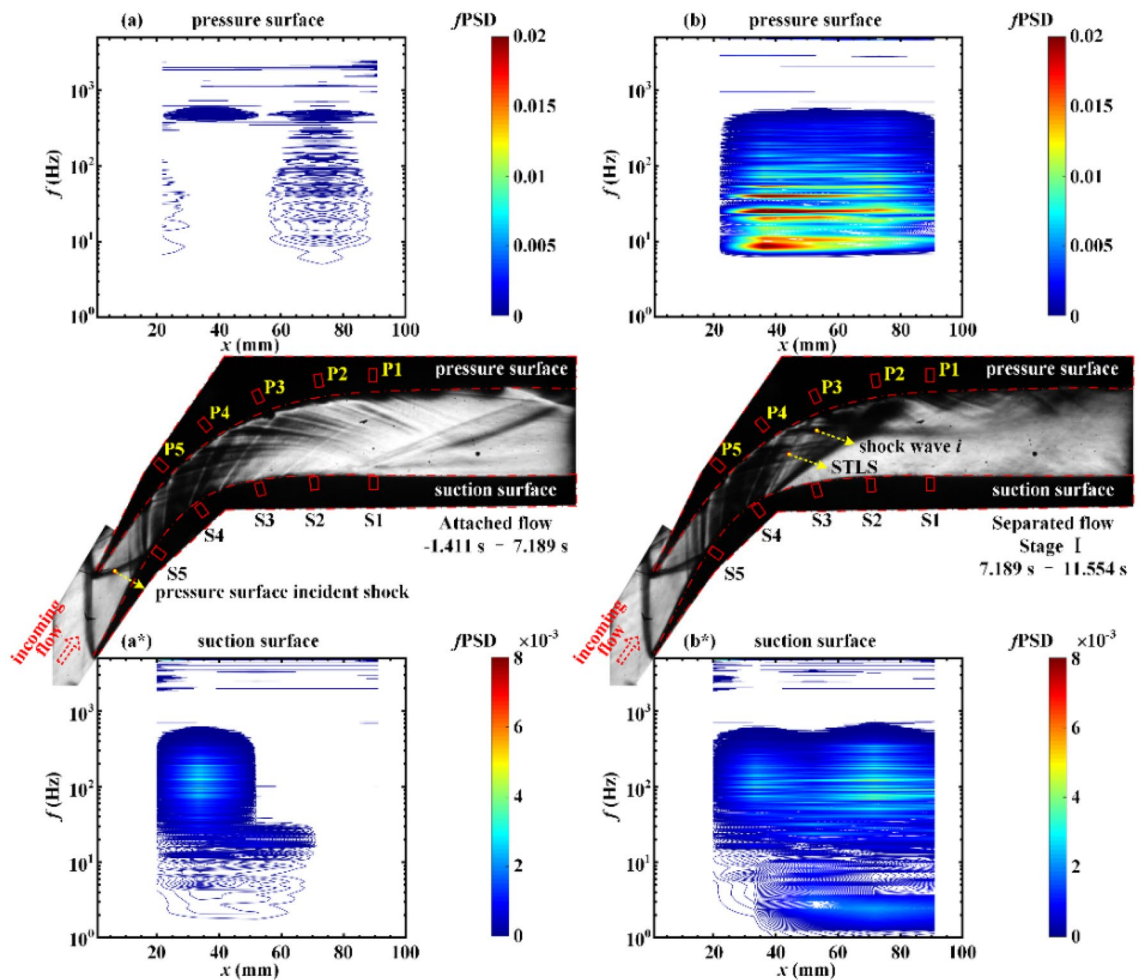 (a) pressure surface fPSD
0.02
0.015
0.01
0.005
0
10³
10²
10¹
10⁰
f (Hz)
20 40 60 80 100
x (mm)
(b) pressure surface fPSD
0.02
0.015
0.01
0.005
0
10³
10²
10¹
10⁰
f (Hz)
20 40 60 80 100
x (mm)
pressure surface
P1
P2
P3
P4
P5
suction surface
S1
S2
S3
S4
S5
Attached flow
-1.411 s - 7.189 s
pressure surface incident shock
incoming
flow
pressure surface
P1
P2
P3
P4
P5
shock wave i
STLS
suction surface
S1
S2
S3
S4
S5
Separated flow
Stage I
7.189 s - 11.554 s
incoming
flow
(a*) suction surface fPSD ×10⁻³
8
6
4
2
0
10³
10²
10¹
10⁰
f (Hz)
20 40 60 80 100
x (mm)
(b*) suction surface fPSD ×10⁻³
8
6
4
2
0
10³
10²
10¹
10⁰
f (Hz)
20 40 60 80 100
x (mm)